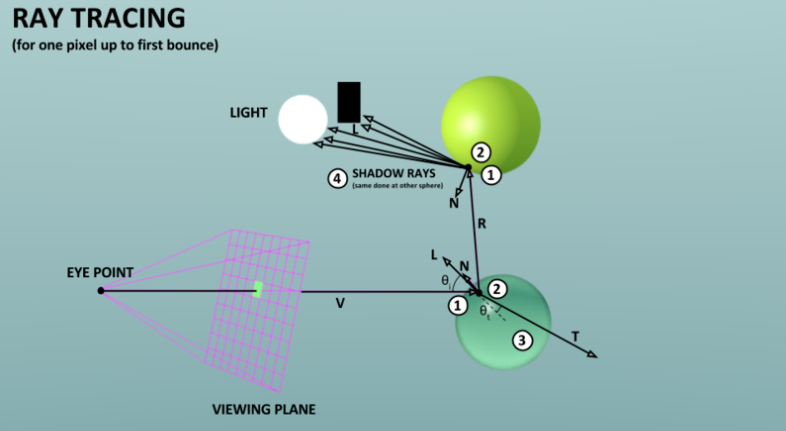 RAY TRACING
(for one pixel up to first bounce)
LIGHT
L
2
1
4 SHADOW RAYS
(same done at other sphere)
N
R
L
N
EYE POINT
θi
1
2
V
θt
3
T
VIEWING PLANE